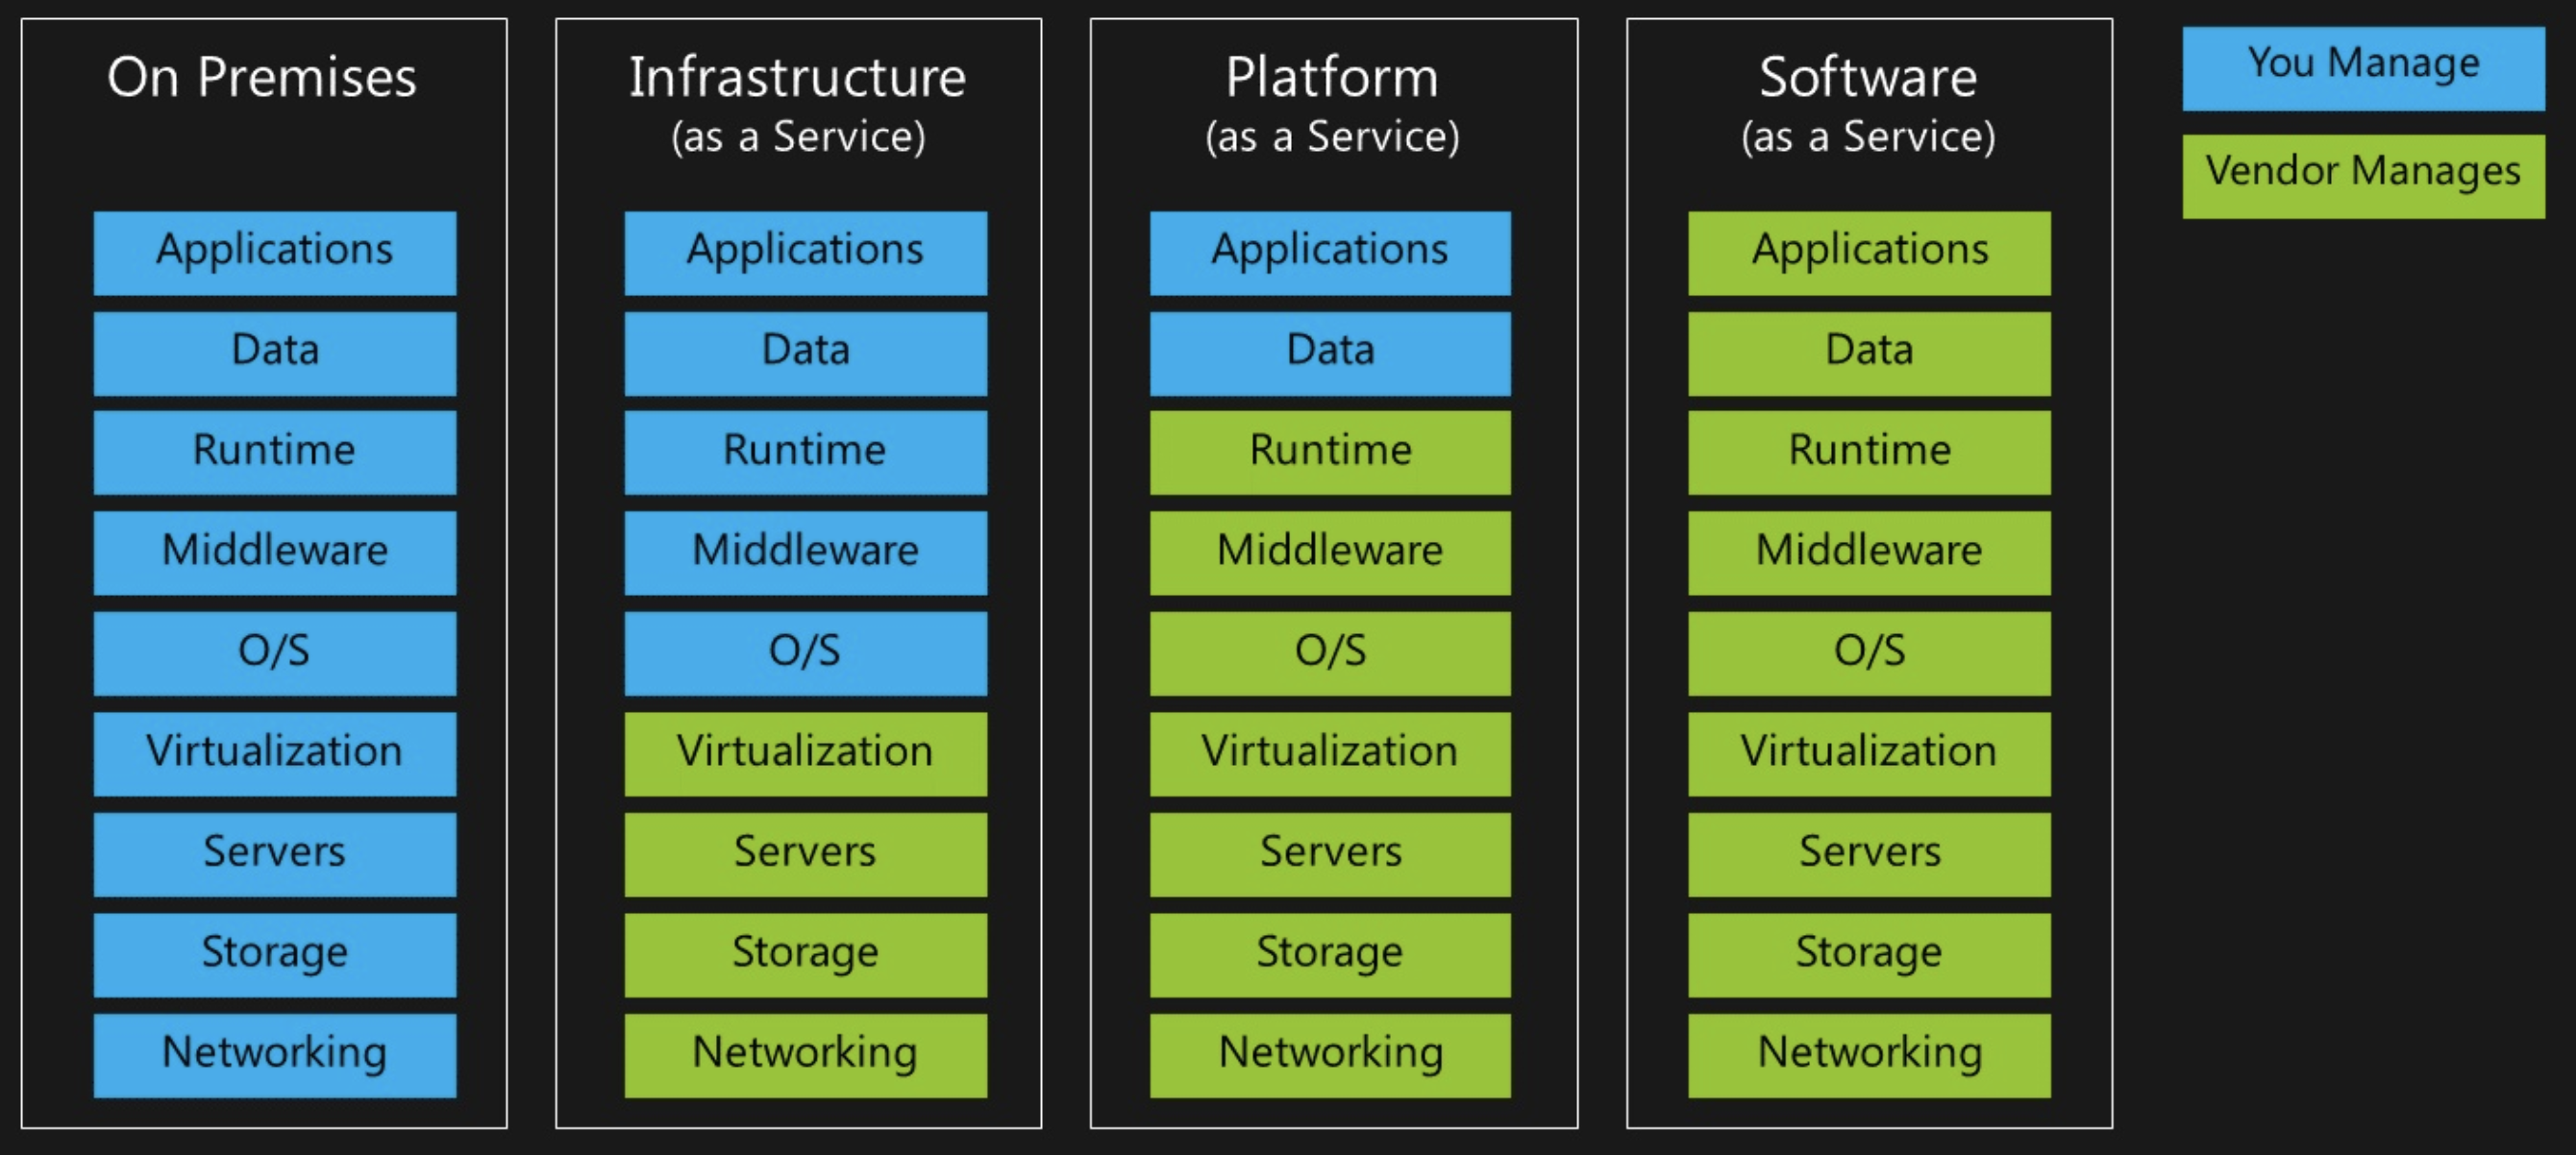 On Premises
Applications
Data
Runtime
Middleware
O/S
Virtualization
Servers
Storage
Networking
Infrastructure
(as a Service)
Applications
Data
Runtime
Middleware
O/S
Virtualization
Servers
Storage
Networking
Platform
(as a Service)
Applications
Data
Runtime
Middleware
O/S
Virtualization
Servers
Storage
Networking
Software
(as a Service)
Applications
Data
Runtime
Middleware
O/S
Virtualization
Servers
Storage
Networking
You Manage
Vendor Manages